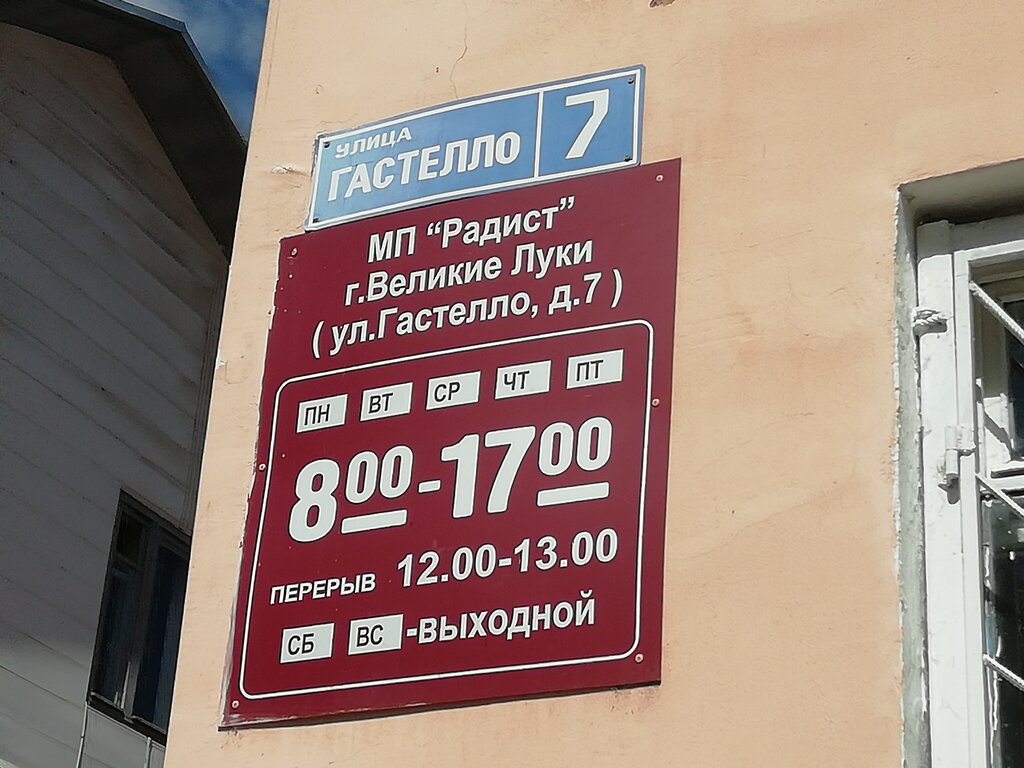 УЛИЦА
ГАСТЕЛЛО 7
МП “Радист”
г.Великие Луки
( ул.Гастелло, д.7 )
ПН ВТ СР ЧТ ПТ
8⁰⁰-17⁰⁰
ПЕРЕРЫВ 12.00-13.00
СБ ВС -ВЫХОДНОЙ